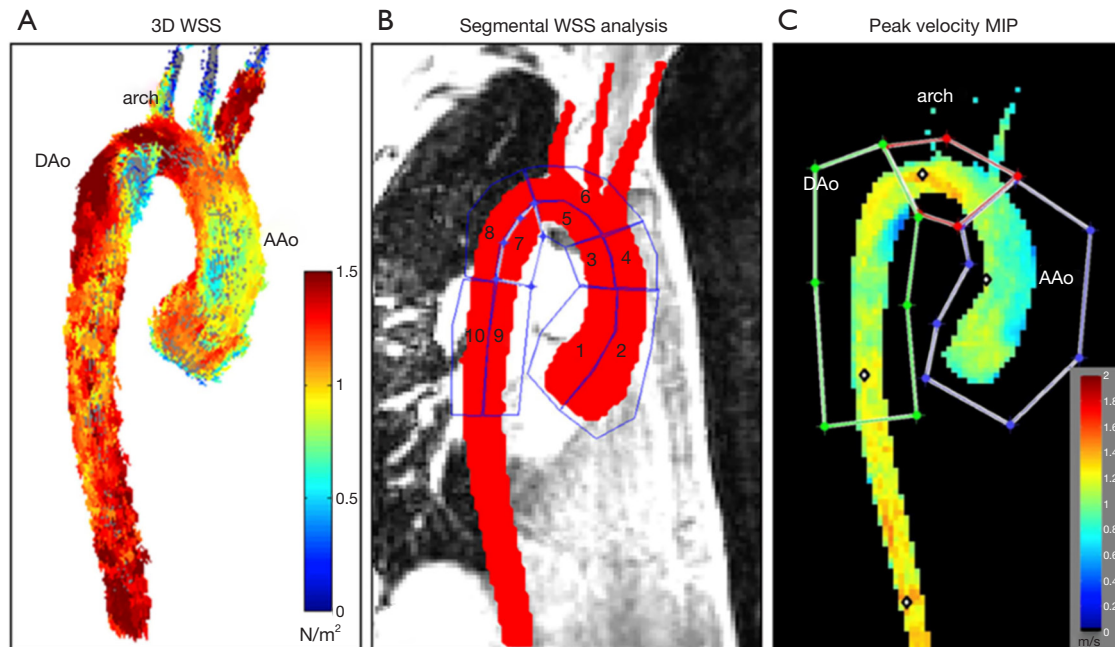 A
3D WSS
arch
DAo
AAo
1.5
1
0.5
0
N/m²
B
Segmental WSS analysis
6
5
8
7
3
4
10
9
1
2
C
Peak velocity MIP
arch
DAo
AAo
2
1.8
1.6
1.4
1.2
1
0.8
0.6
0.4
0.2
0
m/s